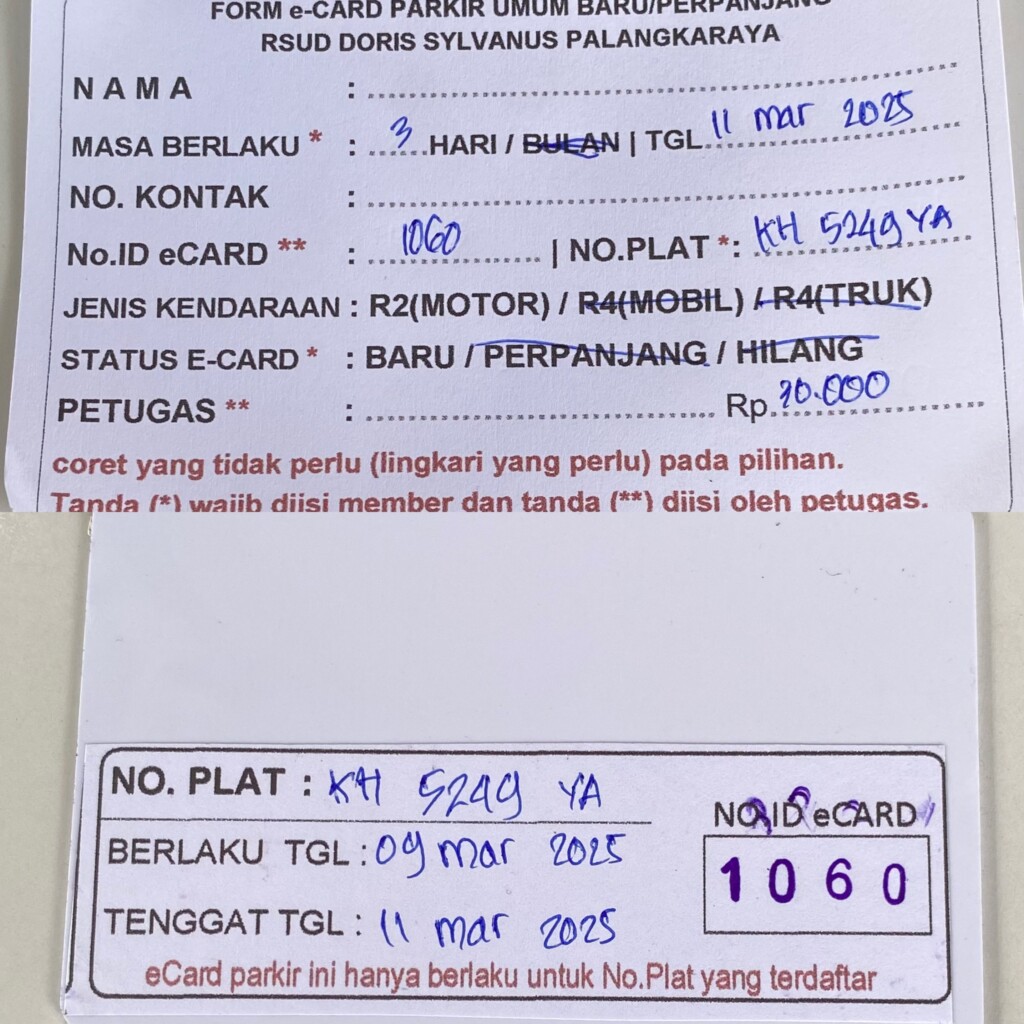 FORM e-CARD PARKIR UMUM BARU/PERPANJANG
RSUD DORIS SYLVANUS PALANGKARAYA
N A M A :
MASA BERLAKU * : 3 HARI / BULAN | TGL 11 mar 2025
NO. KONTAK :
No.ID eCARD ** : 1060 | NO.PLAT *: KH 5249 YA
JENIS KENDARAAN : R2(MOTOR) / R4(MOBIL) / R4(TRUK)
STATUS E-CARD * : BARU / PERPANJANG / HILANG
PETUGAS ** : Rp. 30.000
coret yang tidak perlu (lingkari yang perlu) pada pilihan.
Tanda (*) wajib diisi member dan tanda (**) diisi oleh petugas.
NO. PLAT : KH 5249 YA
NO.ID eCARD
BERLAKU TGL : 09 mar 2025
1060
TENGGAT TGL : 11 mar 2025
eCard parkir ini hanya berlaku untuk No.Plat yang terdaftar